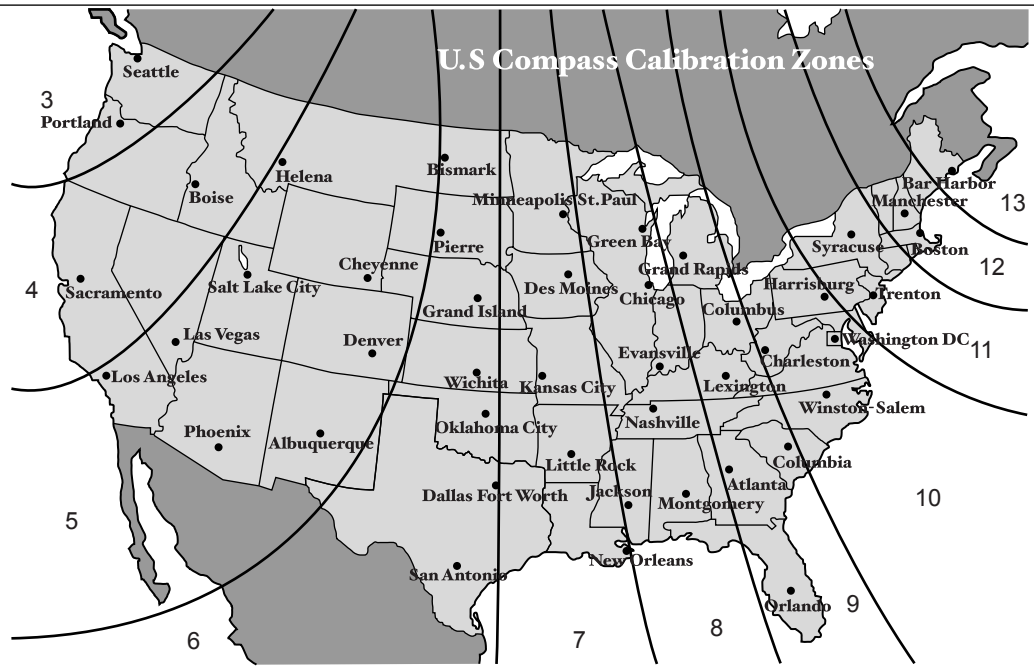 U.S Compass Calibration Zones
Seattle
3
Portland
Helena
Bismark
Boise
Bar Harbor
Minneapolis St.Paul
Manchester
13
Pierre
Green Bay
Syracuse
Boston
Cheyenne
Grand Rapids
12
4
Sacramento
Salt Lake City
Des Moines
Chicago
Harrisburg
Trenton
Grand Island
Columbus
Las Vegas
Denver
Washington DC
11
Evansville
Charleston
Los Angeles
Wichita
Kansas City
Lexington
Winston-Salem
Phoenix
Albuquerque
Oklahoma City
Nashville
Little Rock
Columbia
Dallas Fort Worth
Jackson
Atlanta
Montgomery
10
5
New Orleans
San Antonio
Orlando
9
6
7
8